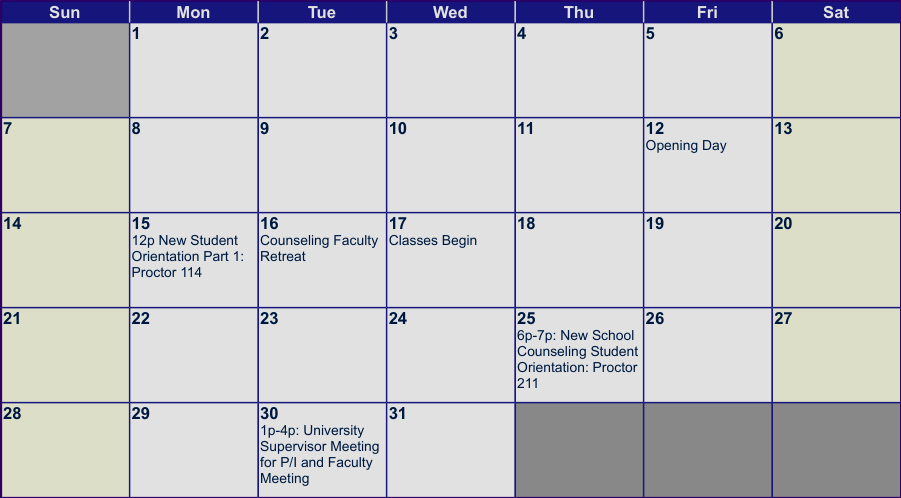 Sun Mon Tue Wed Thu Fri Sat
1 2 3 4 5 6
7 8 9 10 11 12 13
Opening Day
14 15 16 17 18 19 20
12p New Student
Orientation Part 1:
Proctor 114
Counseling Faculty
Retreat
Classes Begin
21 22 23 24 25 26 27
6p-7p: New School
Counseling Student
Orientation: Proctor
211
28 29 30 31
1p-4p: University
Supervisor Meeting
for P/I and Faculty
Meeting